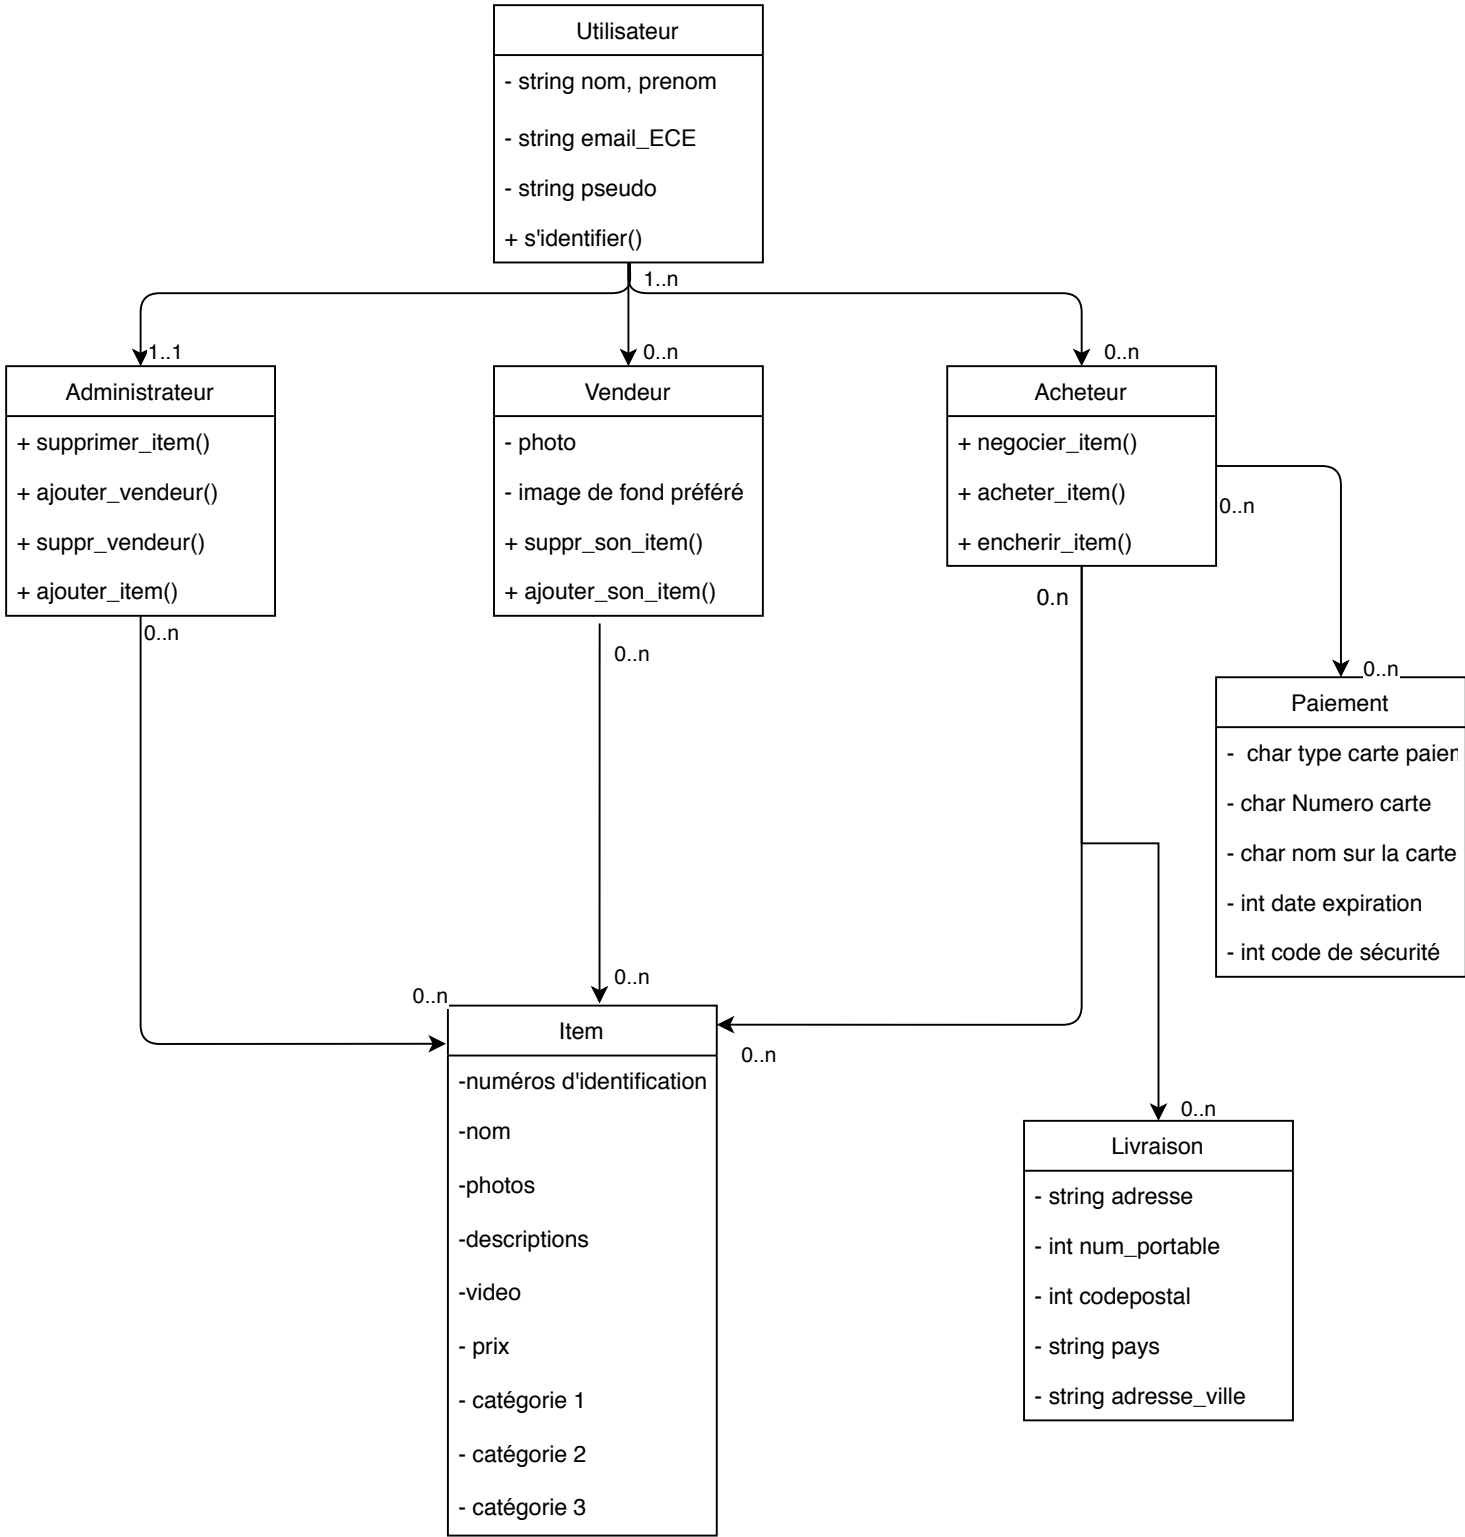 Utilisateur
- string nom, prenom
- string email_ECE
- string pseudo
+ s'identifier()
1..n
1..1
0..n
0..n
Administrateur
+ supprimer_item()
+ ajouter_vendeur()
+ suppr_vendeur()
+ ajouter_item()
0..n
Vendeur
- photo
- image de fond préféré
+ suppr_son_item()
+ ajouter_son_item()
0..n
Acheteur
+ negocier_item()
+ acheter_item()
+ encherir_item()
0..n
0.n
0..n
Paiement
- char type carte
- char Numero carte
- char nom sur la carte
- int date expiration
- int code de sécurité
0..n
0..n
0..n
Item
-numéros d'identification
-nom
-photos
-descriptions
-video
- prix
- catégorie 1
- catégorie 2
- catégorie 3
0..n
Livraison
- string adresse
- int num_portable
- int codepostal
- string pays
- string adresse_ville